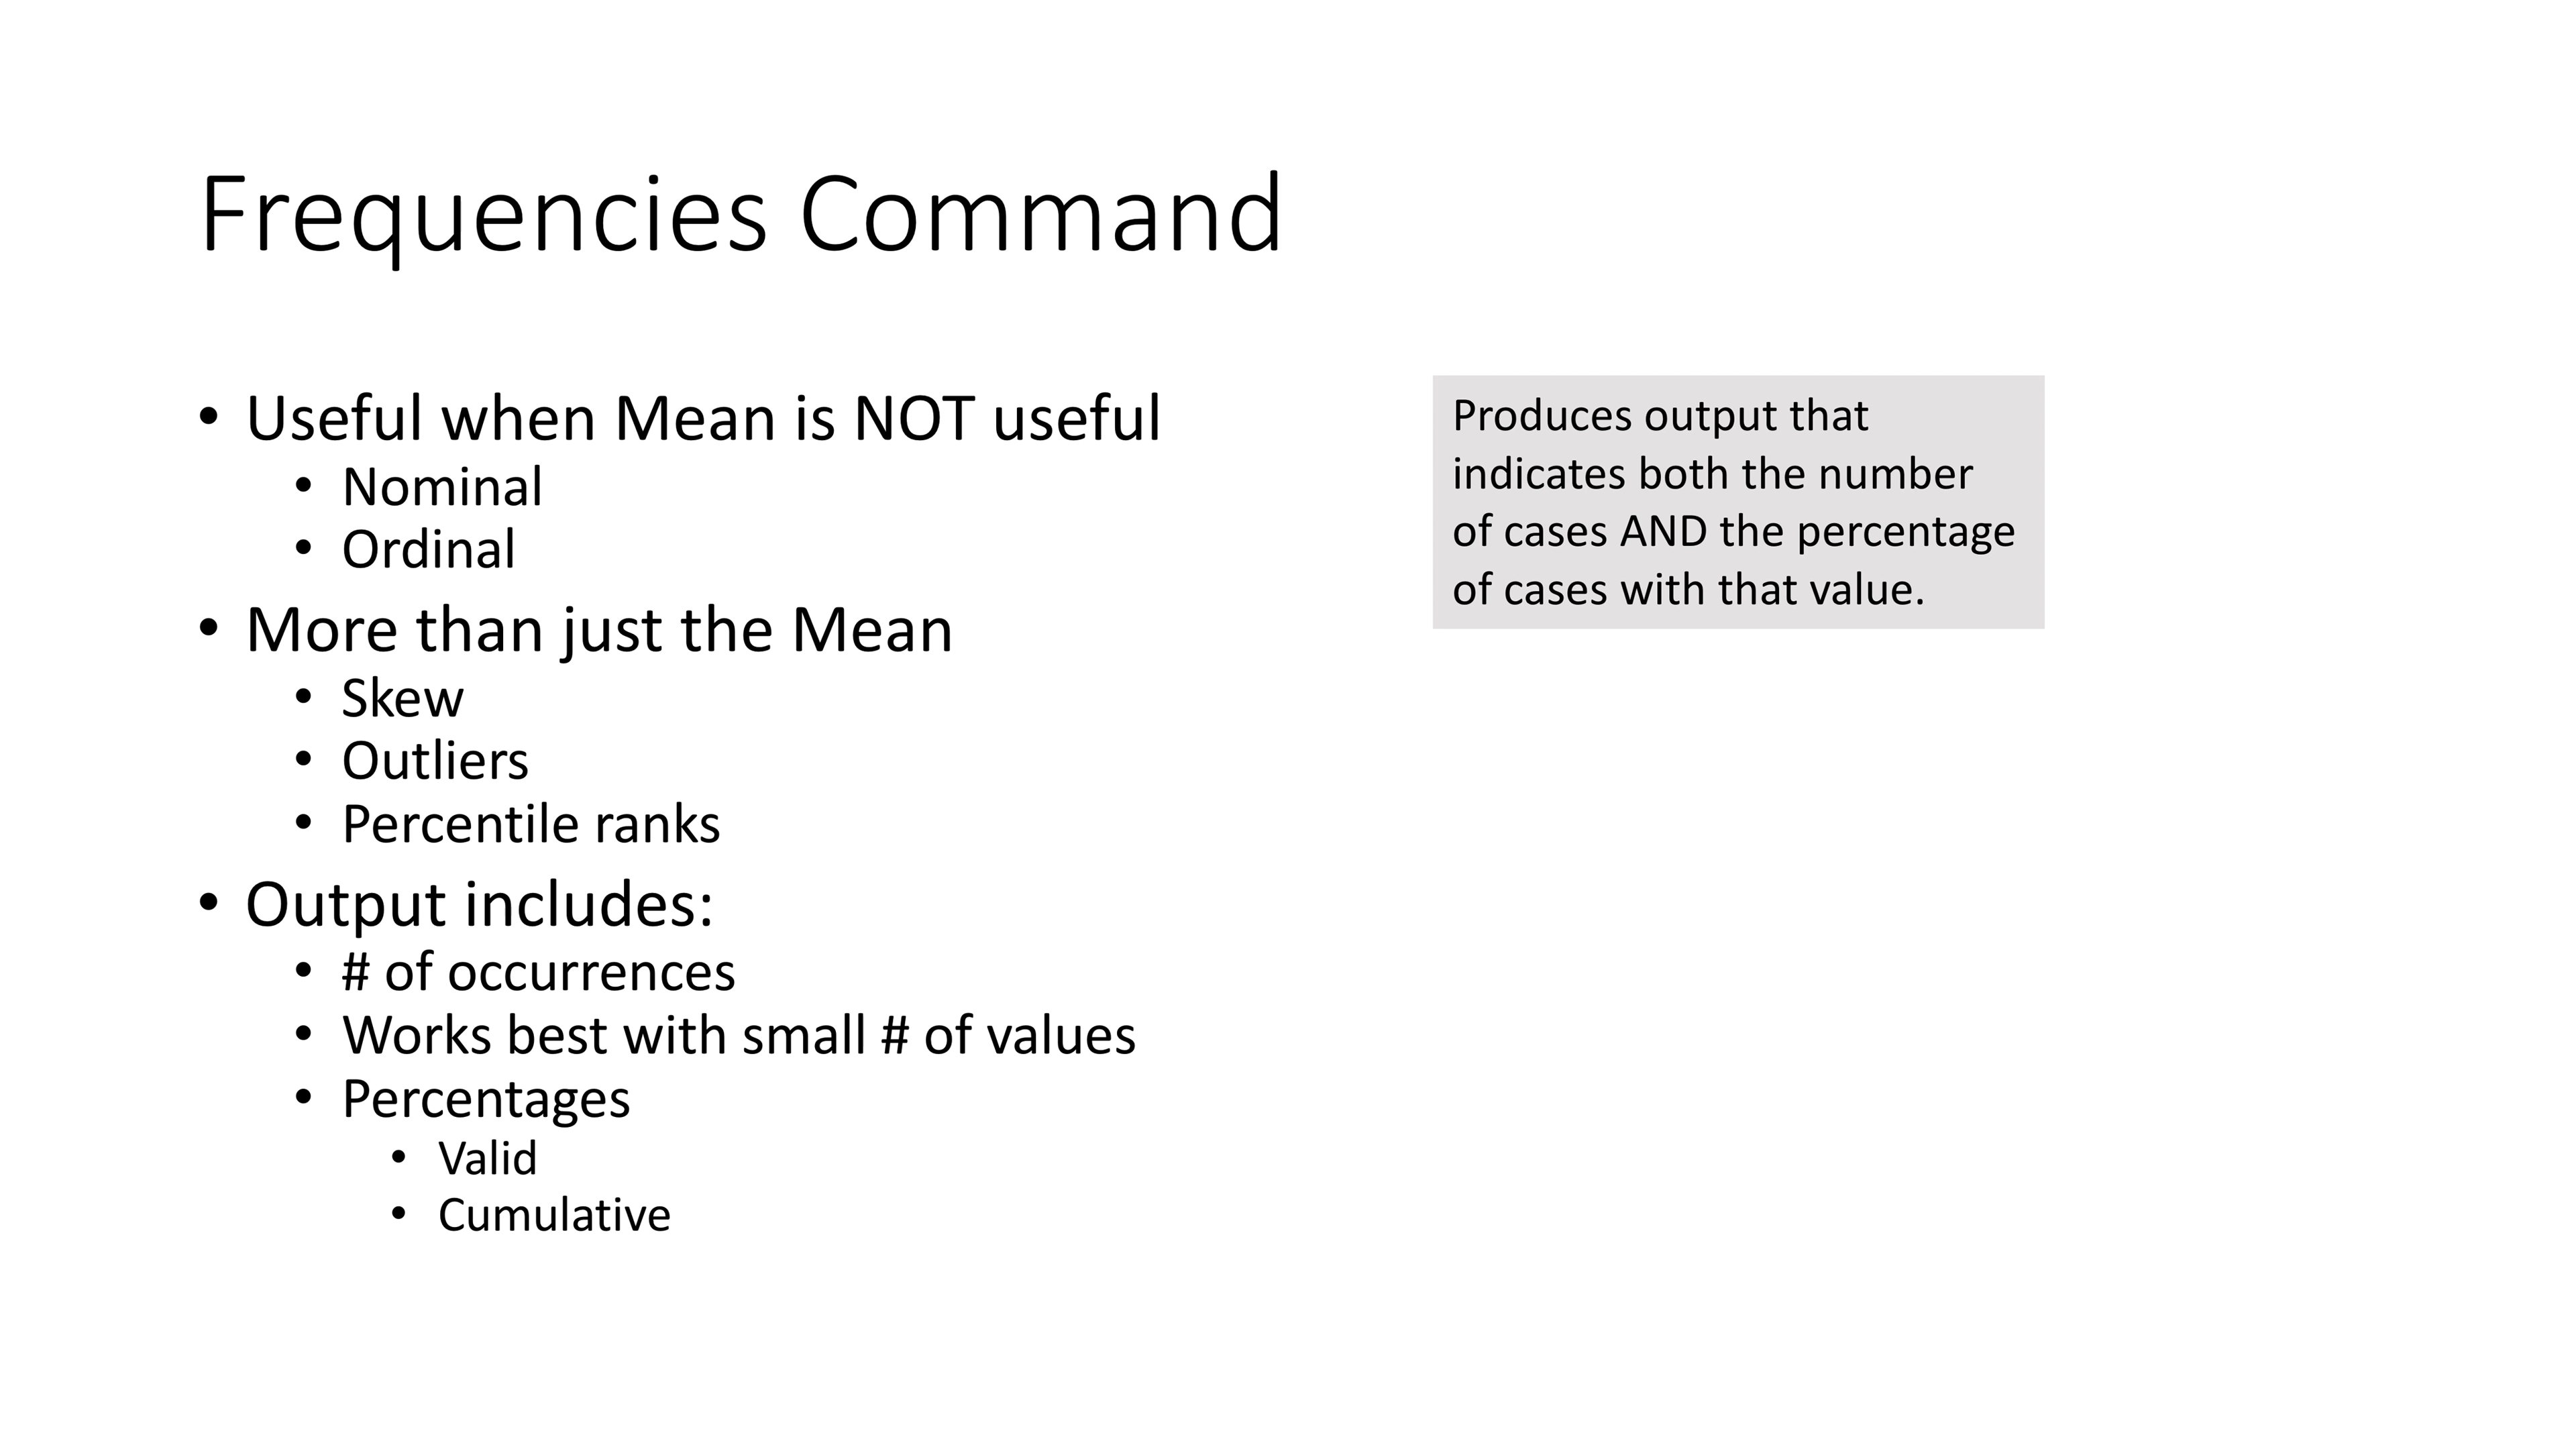 Frequencies Command
• Useful when Mean is NOT useful
• Nominal
• Ordinal
• More than just the Mean
• Skew
• Outliers
• Percentile ranks
• Output includes:
• # of occurrences
• Works best with small # of values
• Percentages
• Valid
• Cumulative
Produces output that
indicates both the number
of cases AND the percentage
of cases with that value.